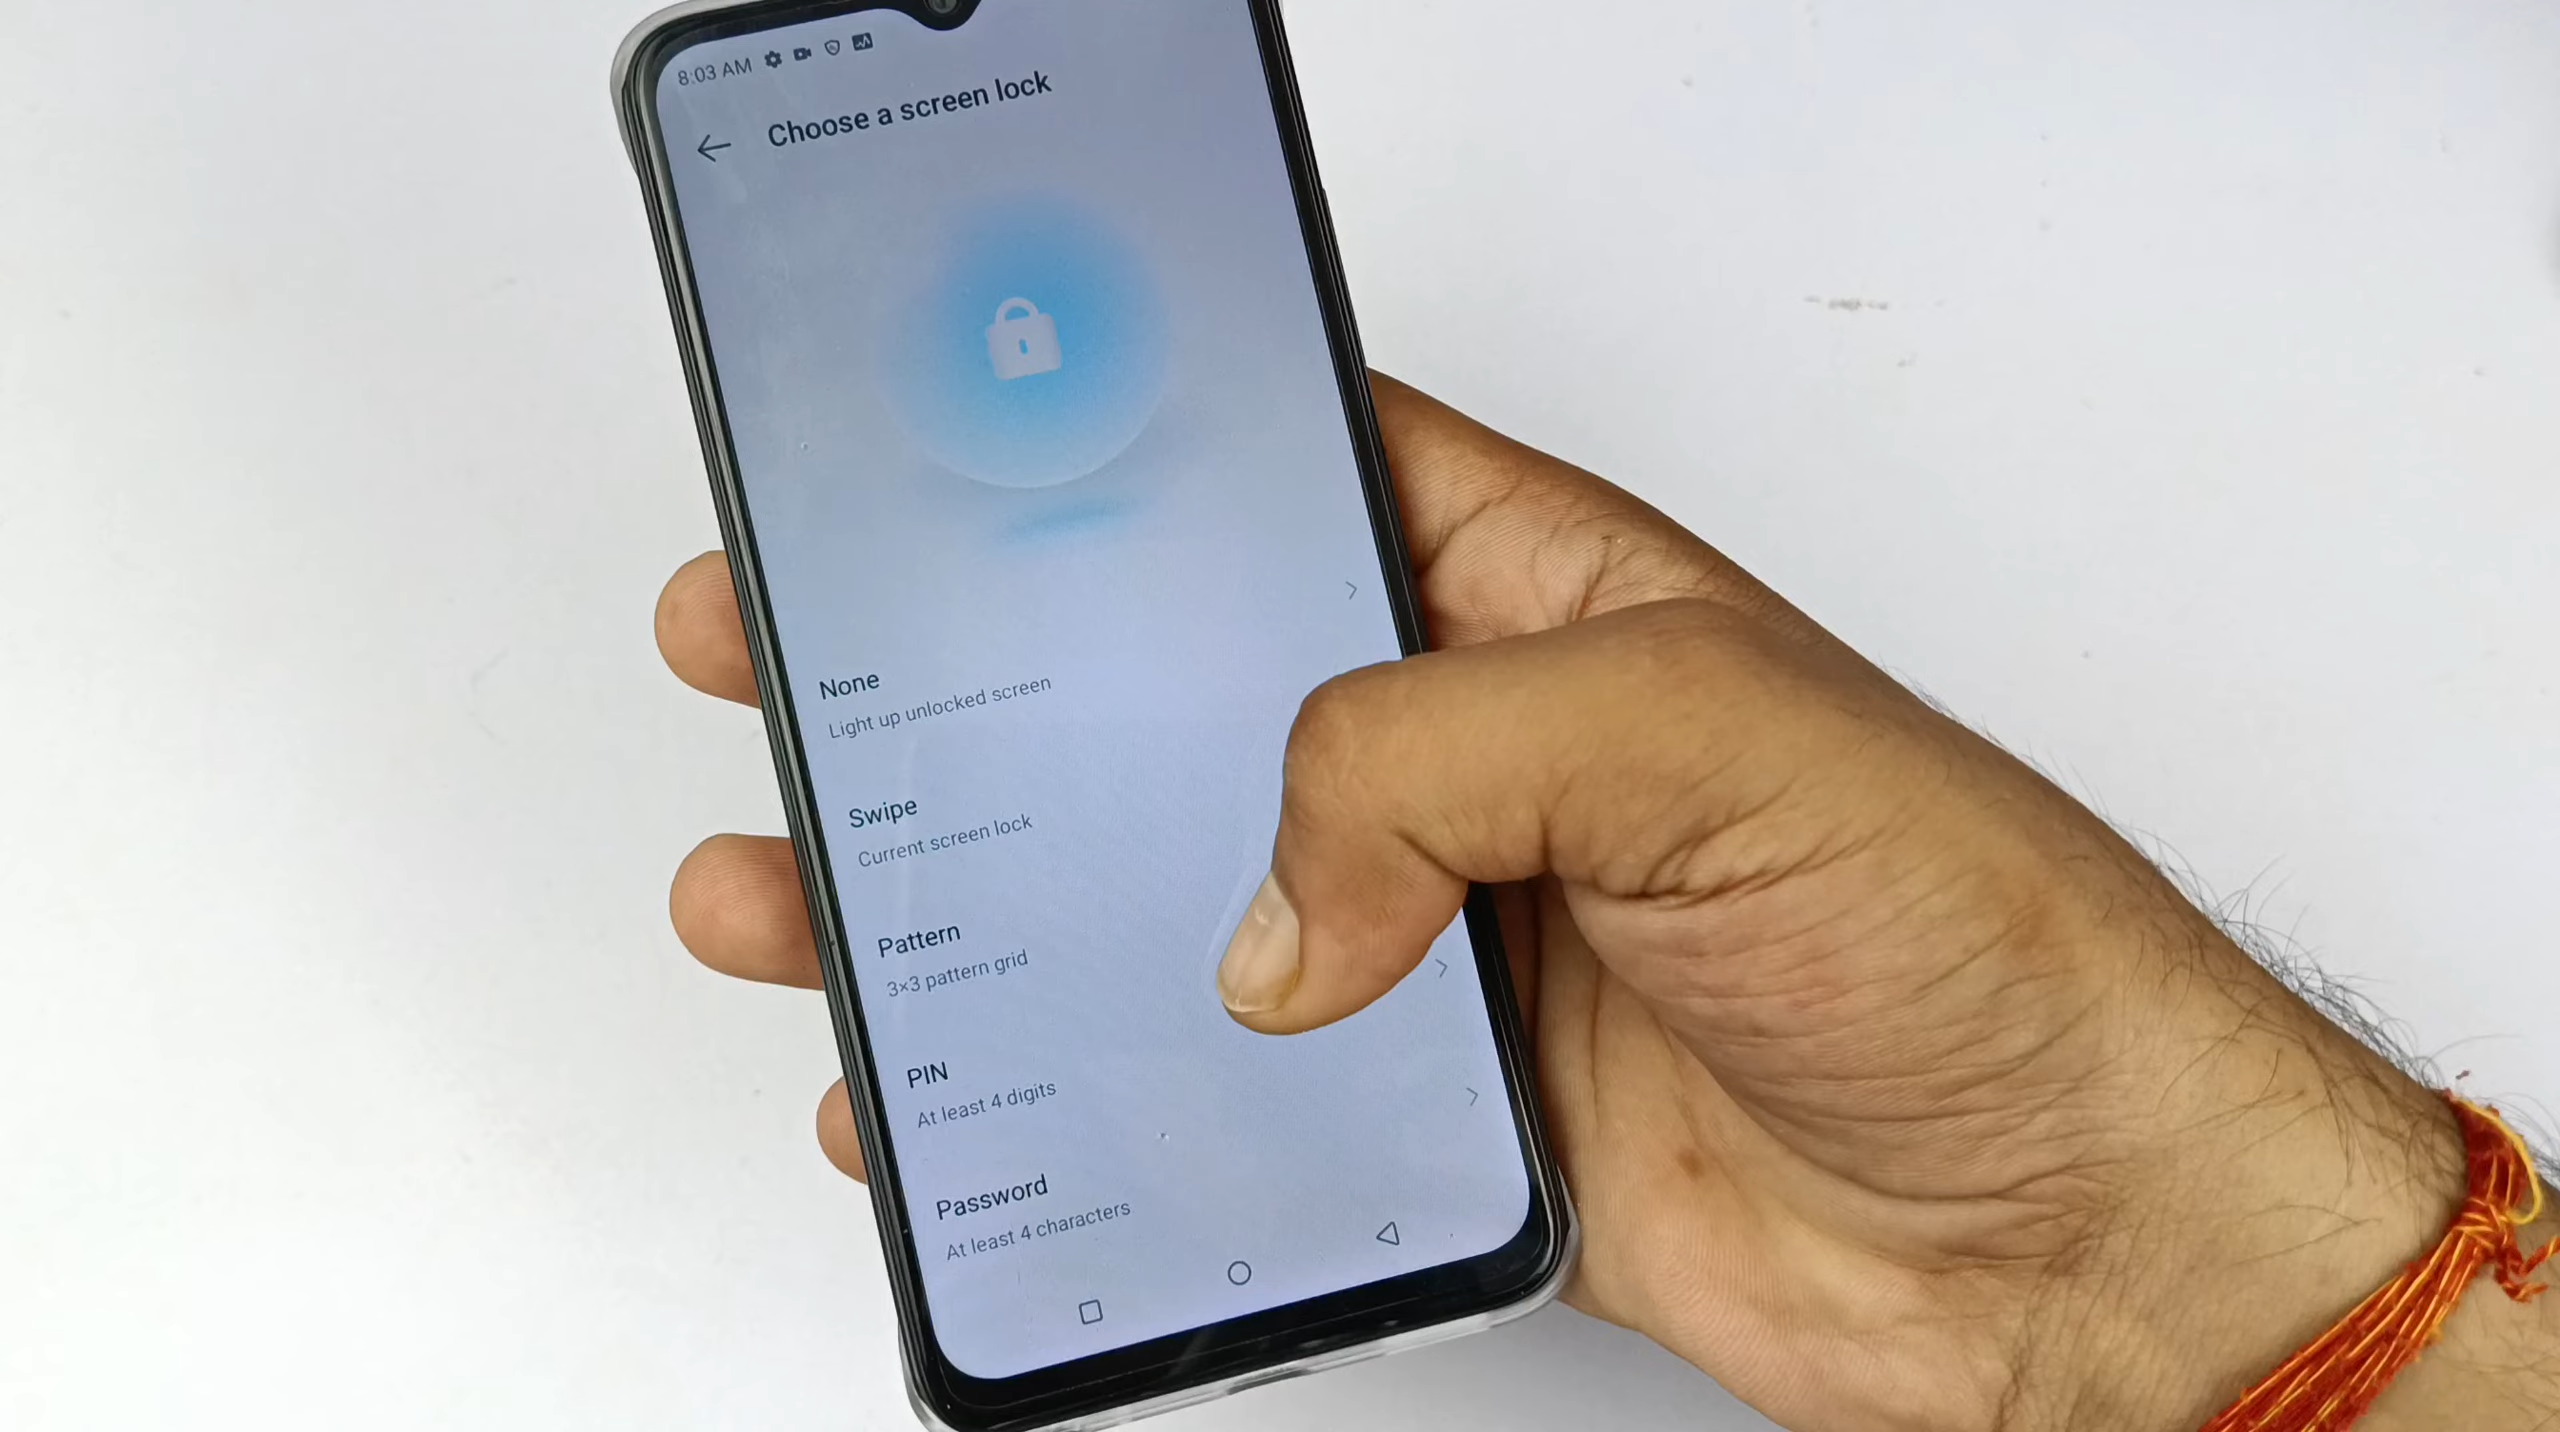 8:03 AM
Choose a screen lock
None
Light up unlocked screen
Swipe
Current screen lock
Pattern
3×3 pattern grid
PIN
At least 4 digits
Password
At least 4 characters